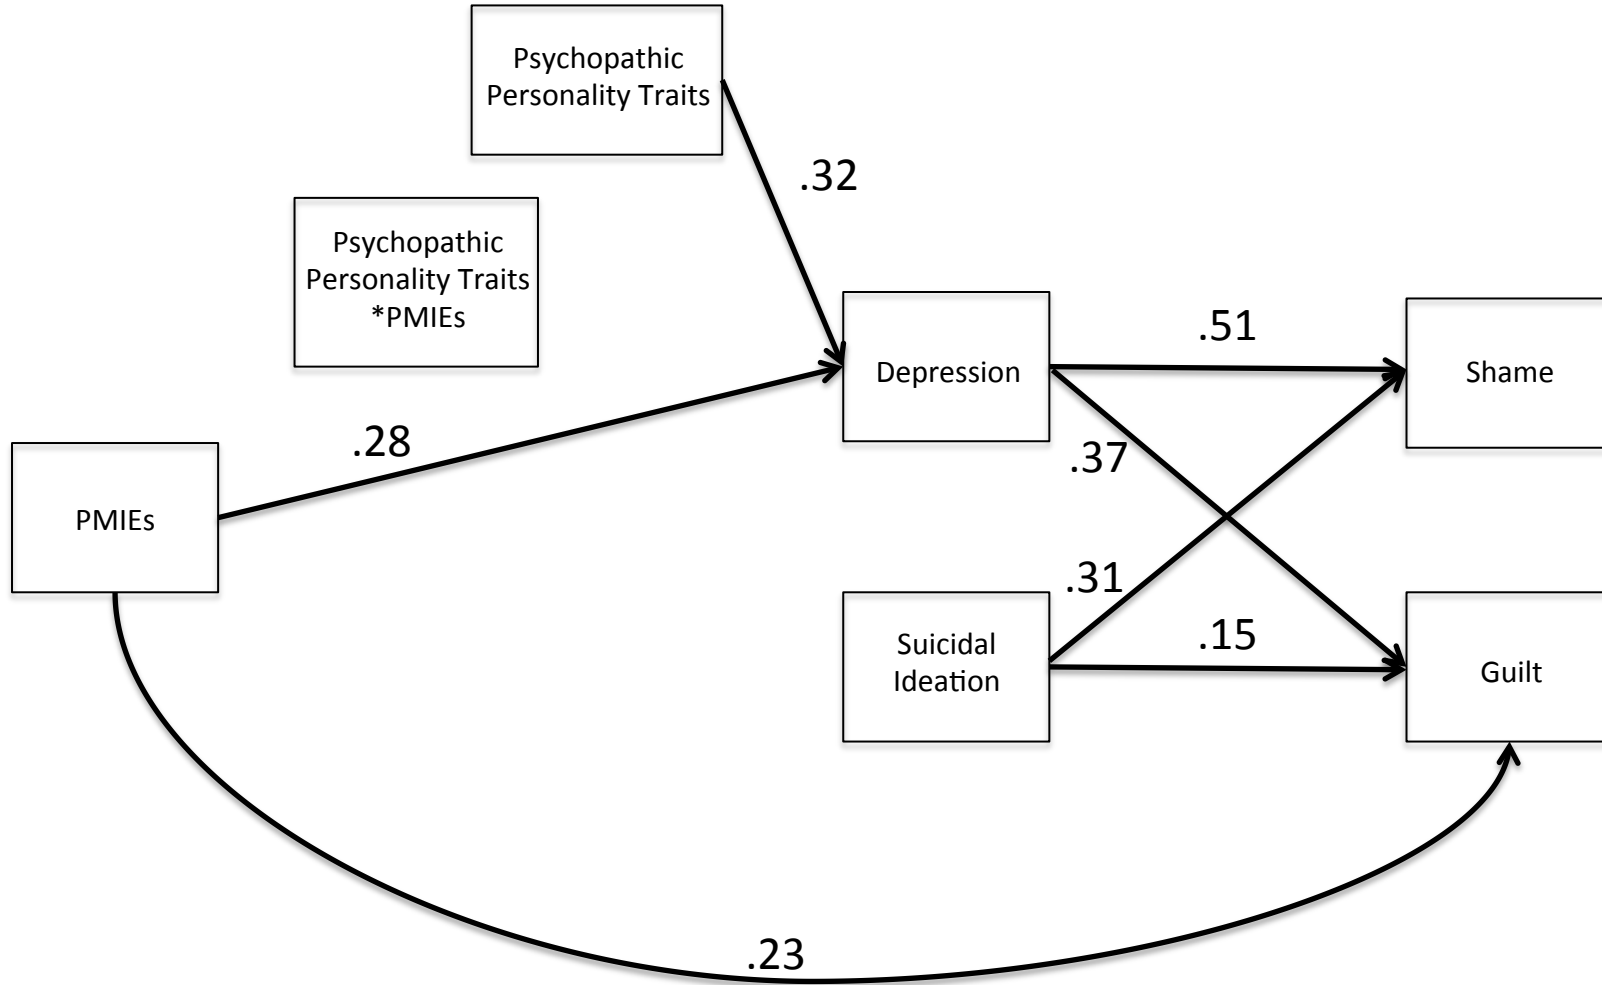 Psychopathic
Personality Traits
.32
Psychopathic
Personality Traits
*PMIEs
Depression
.51
Shame
.28
.37
PMIEs
.31
Suicidal
Ideation
.15
Guilt
.23